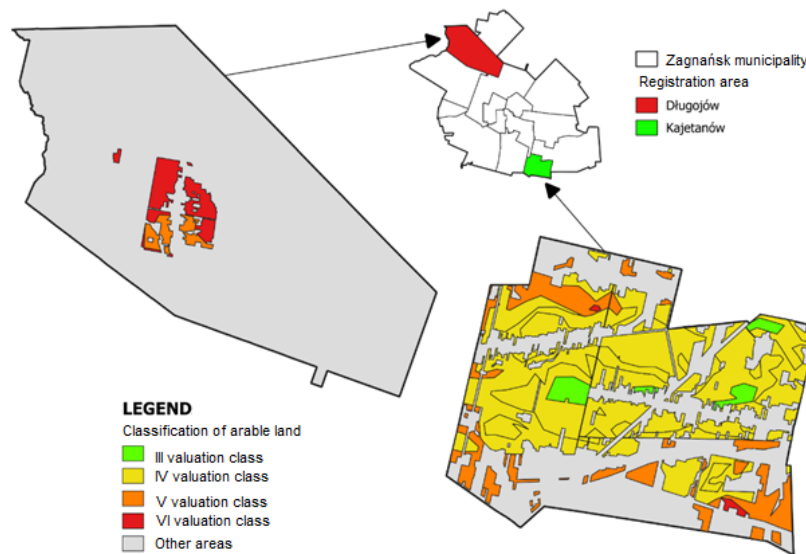 Zagnańsk municipality
Registration area
Długojów
Kajetanów
LEGEND
Classification of arable land
III valuation class
IV valuation class
V valuation class
VI valuation class
Other areas